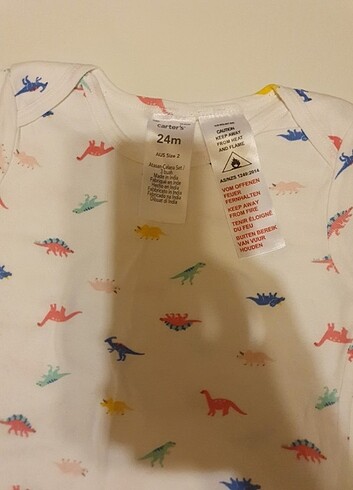 carter's
24m
AUS Size 2
Made in India
CAUTION
KEEP AWAY
FROM HEAT
AND FLAME
AS/NZS 1249:2014
VOM OFFENEN
FEUER
FERNHALTEN
KEEP AWAY
FROM FIRE
TENIR ÉLOIGNÉ
DU FEU
BUITEN BEREIK
VAN VUUR
HOUDEN